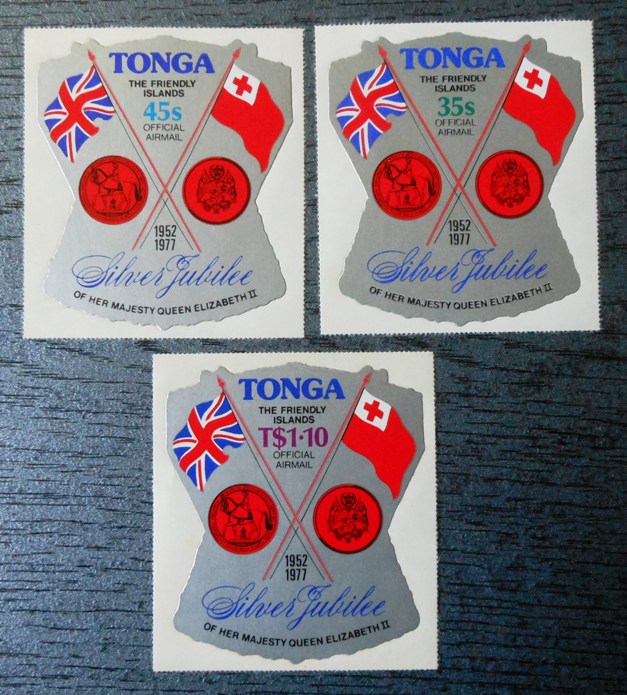 TONGA
THE FRIENDLY
ISLANDS
45s
OFFICIAL
AIRMAIL
1952
1977
Silver Jubilee
OF HER MAJESTY QUEEN ELIZABETH II
TONGA
THE FRIENDLY
ISLANDS
35s
OFFICIAL
AIRMAIL
1952
1977
Silver Jubilee
OF HER MAJESTY QUEEN ELIZABETH II
TONGA
THE FRIENDLY
ISLANDS
T$1·10
OFFICIAL
AIRMAIL
1952
1977
Silver Jubilee
OF HER MAJESTY QUEEN ELIZABETH II